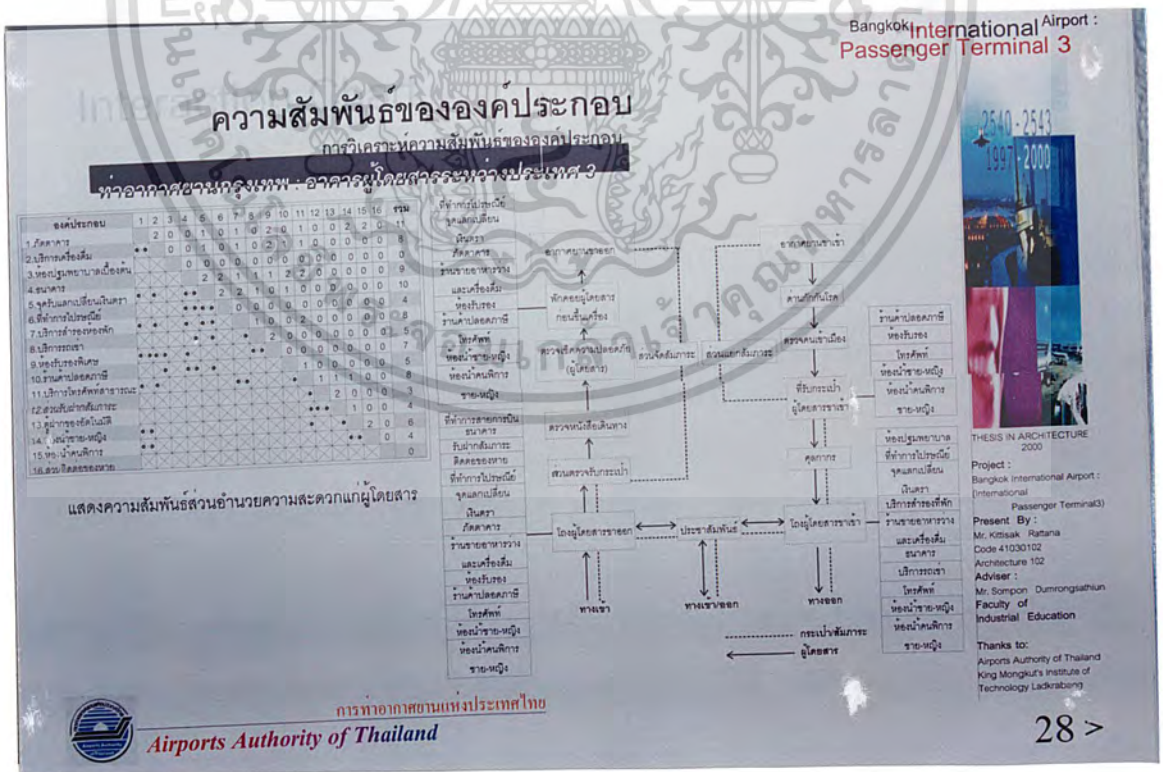 Bangkok International Airport :
Passenger Terminal 3
ความสัมพันธ์ขององค์ประกอบ
การวิเคราะห์ความสัมพันธ์ขององค์ประกอบ
ท่าอากาศยานกรุงเทพ : อาคารผู้โดยสารระหว่างประเทศ 3
องค์ประกอบ 1 2 3 4 5 6 7 8 9 10 11 12 13 14 15 16 รวม
1.ภัตตาคาร
2.บริการเครื่องดื่ม
3.ห้องปฐมพยาบาลเบื้องต้น
4.ธนาคาร
5.จุดรับแลกเปลี่ยนเงินตรา
6.ที่ทำการไปรษณีย์
7.บริการสำรองห้องพัก
8.บริการรถเช่า
9.ห้องรับรองพิเศษ
10.ร้านค้าปลอดภาษี
11.บริการโทรศัพท์สาธารณะ
12.ส่วนรับฝากสัมภาระ
13.ตู้ฝากของอัตโนมัติ
14.ห้องน้ำชาย-หญิง
15.ห้องน้ำคนพิการ
16.ส่วนติดต่อของหาย
แสดงความสัมพันธ์ส่วนอำนวยความสะดวกแก่ผู้โดยสาร
ที่ทำการไปรษณีย์
จุดแลกเปลี่ยน
เงินตรา
ภัตตาคาร
ร้านขายอาหารว่าง
และเครื่องดื่ม
ห้องรับรอง
ร้านค้าปลอดภาษี
โทรศัพท์
ห้องน้ำชาย-หญิง
ห้องน้ำคนพิการ
ชาย-หญิง
ที่ทำการสายการบิน
ธนาคาร
รับฝากสัมภาระ
ติดต่อของหาย
ที่ทำการไปรษณีย์
จุดแลกเปลี่ยน
เงินตรา
ภัตตาคาร
ร้านขายอาหารว่าง
และเครื่องดื่ม
ห้องรับรอง
ร้านค้าปลอดภาษี
โทรศัพท์
ห้องน้ำชาย-หญิง
ห้องน้ำคนพิการ
ชาย-หญิง
อากาศยานขาออก
พักคอยผู้โดยสาร
ก่อนขึ้นเครื่อง
ตรวจเช็คความปลอดภัย
(ผู้โดยสาร)
ตรวจหนังสือเดินทาง
ส่วนตรวจรับกระเป๋า
โถงผู้โดยสารขาออก
ทางเข้า
ส่วนจัดสัมภาระ
ส่วนแยกสัมภาระ
ประชาสัมพันธ์
ทางเข้า/ออก
อากาศยานขาเข้า
ด่านกักกันโรค
ตรวจคนเข้าเมือง
ที่รับกระเป๋า
ผู้โดยสารขาเข้า
ศุลกากร
โถงผู้โดยสารขาเข้า
ทางออก
กระเป๋า/สัมภาระ
ผู้โดยสาร
ร้านค้าปลอดภาษี
ห้องรับรอง
โทรศัพท์
ห้องน้ำชาย-หญิง
ห้องน้ำคนพิการ
ชาย-หญิง
ห้องปฐมพยาบาล
ที่ทำการไปรษณีย์
จุดแลกเปลี่ยน
เงินตรา
บริการสำรองที่พัก
ร้านขายอาหารว่าง
และเครื่องดื่ม
ธนาคาร
บริการรถเช่า
โทรศัพท์
ห้องน้ำชาย-หญิง
ห้องน้ำคนพิการ
ชาย-หญิง
2540 - 2543
1997 - 2000
THESIS IN ARCHITECTURE
2000
Project :
Bangkok International Airport :
(International
Passenger Terminal3)
Present By :
Mr. Kittisak Rattana
Code 41030102
Architecture 102
Adviser :
Mr. Sompon Dumrongsathiun
Faculty of
Industrial Education
Thanks to:
Airports Authority of Thailand
King Mongkut's Institute of
Technology Ladkrabang
การท่าอากาศยานแห่งประเทศไทย
Airports Authority of Thailand
28 >